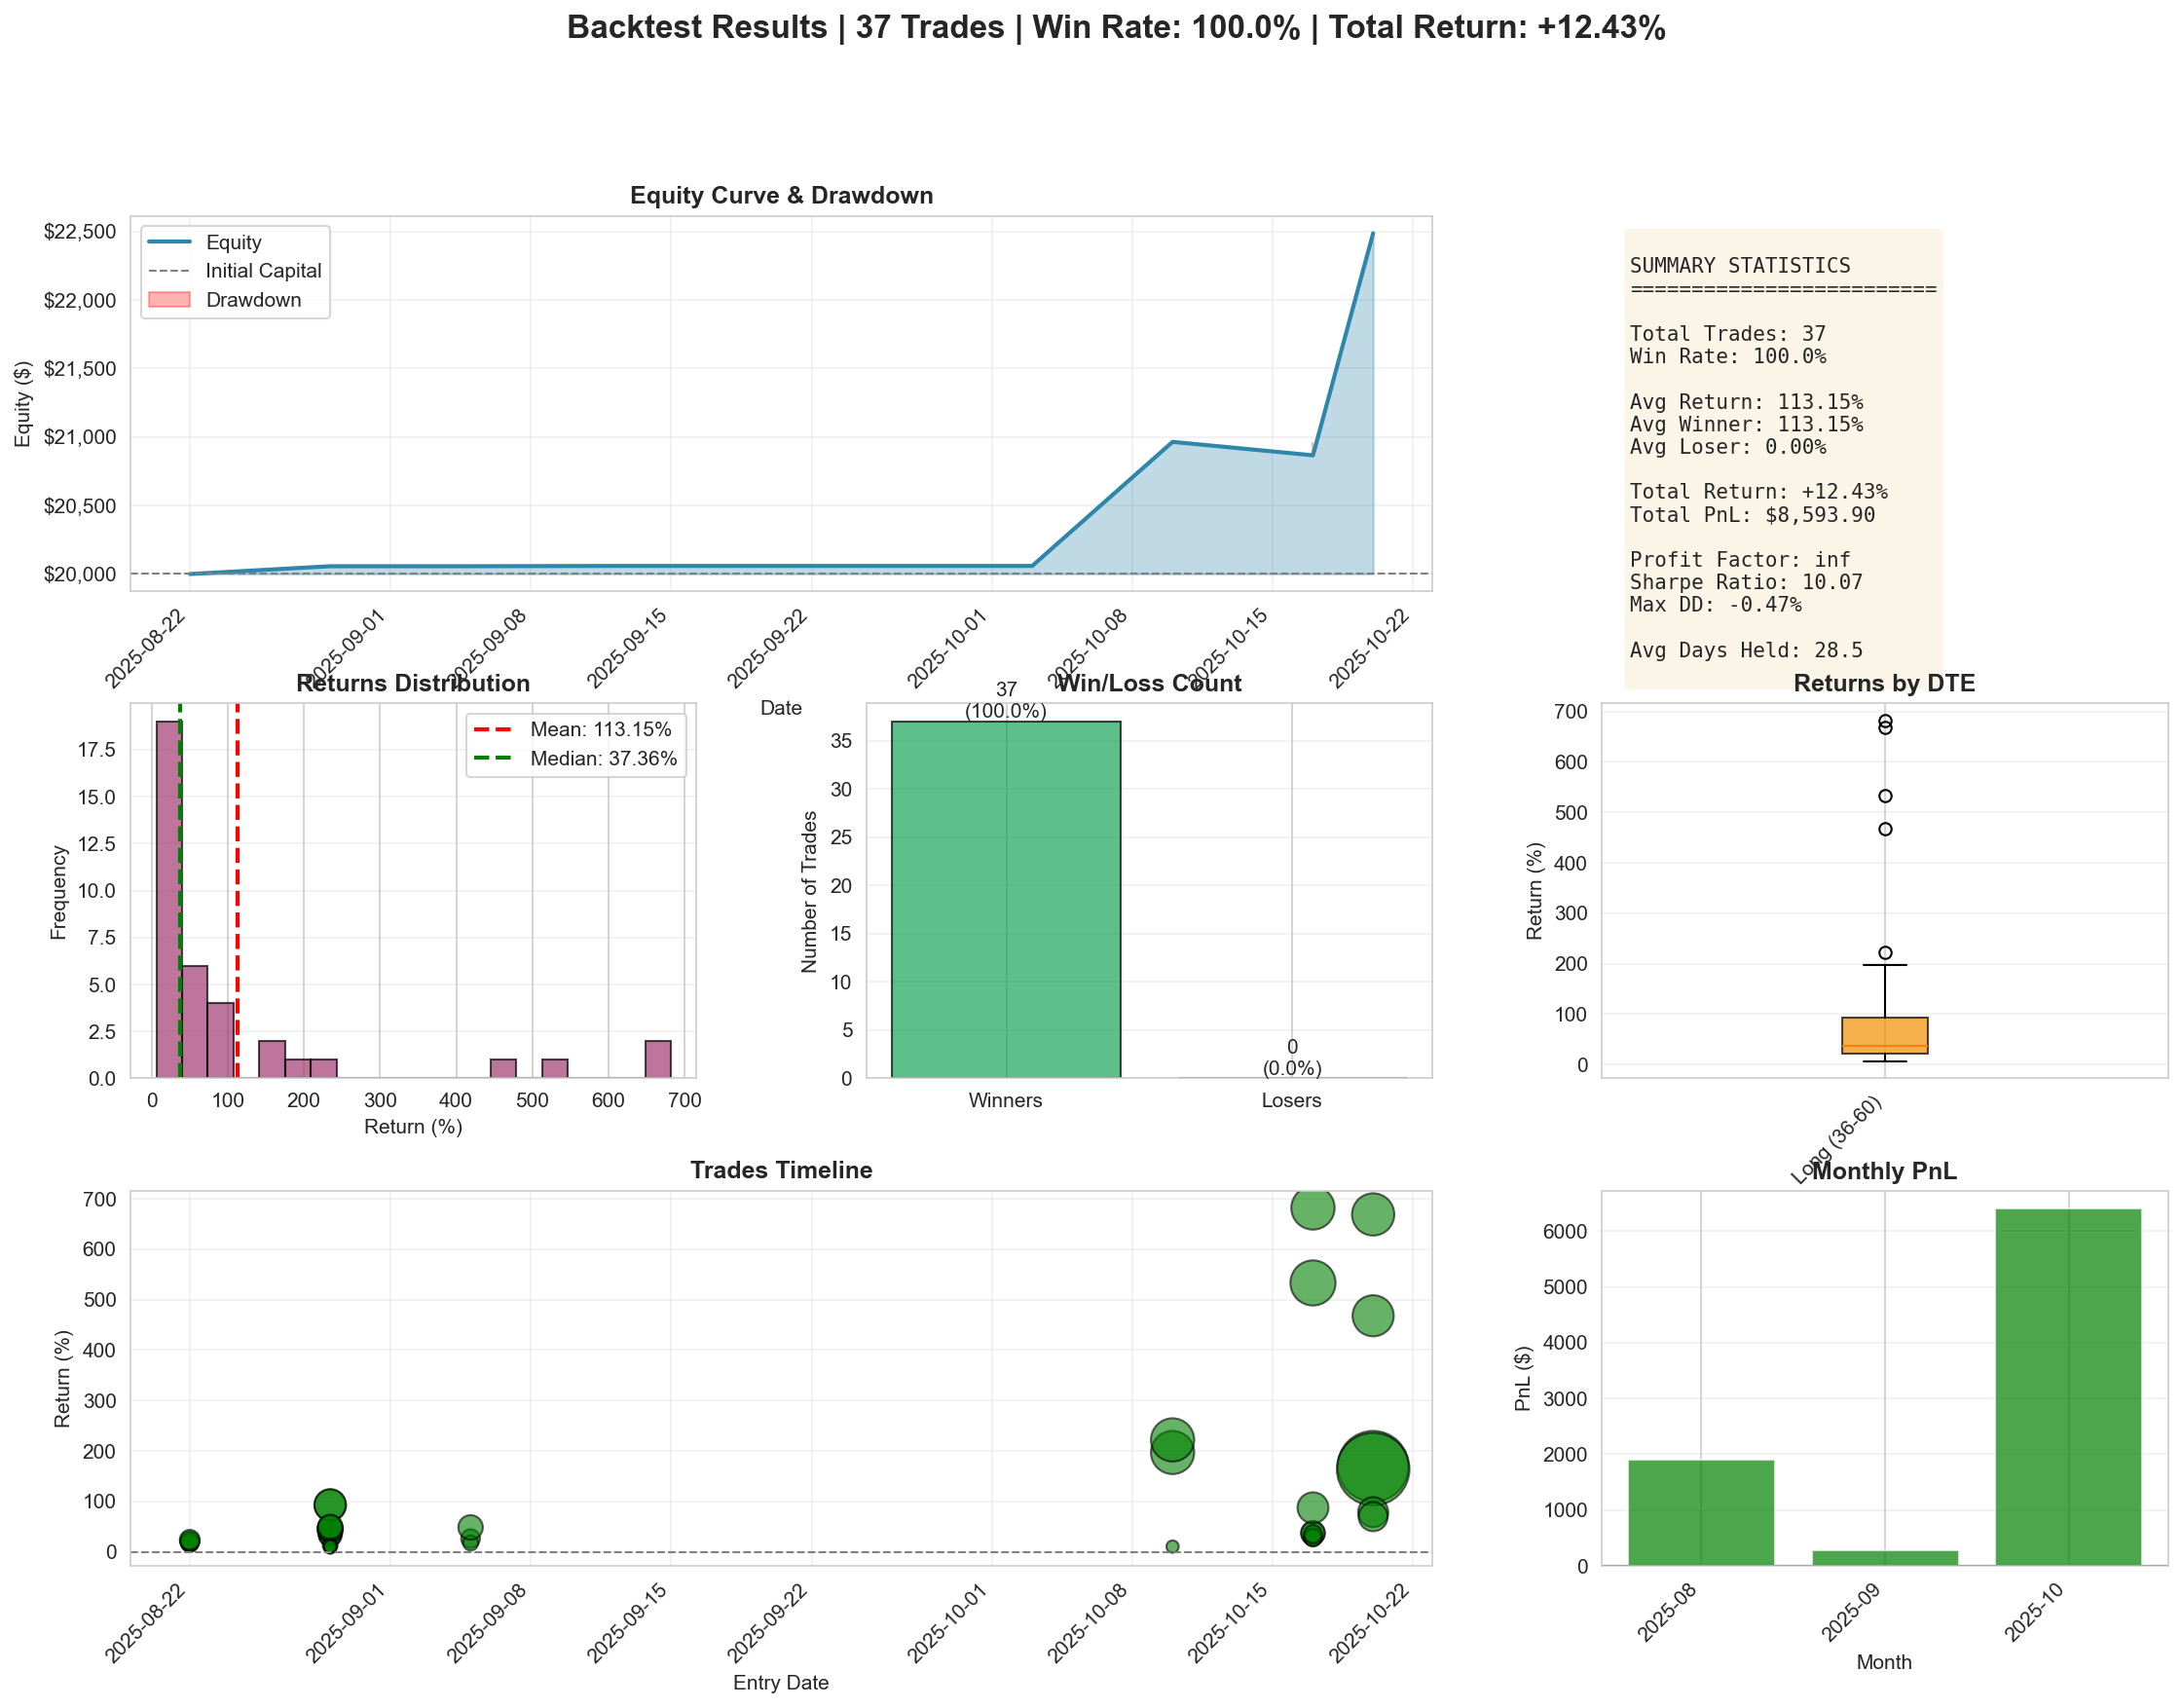 Backtest Results | 37 Trades | Win Rate: 100.0% | Total Return: +12.43%
Equity Curve & Drawdown
Equity
Initial Capital
Drawdown
Equity ($)
$22,500
$22,000
$21,500
$21,000
$20,500
$20,000
2025-08-22
2025-09-01
2025-09-08
2025-09-15
2025-09-22
2025-10-01
2025-10-08
2025-10-15
2025-10-22
Date
SUMMARY STATISTICS
=========================
Total Trades: 37
Win Rate: 100.0%
Avg Return: 113.15%
Avg Winner: 113.15%
Avg Loser: 0.00%
Total Return: +12.43%
Total PnL: $8,593.90
Profit Factor: inf
Sharpe Ratio: 10.07
Max DD: -0.47%
Avg Days Held: 28.5
Returns Distribution
Mean: 113.15%
Median: 37.36%
Frequency
17.5
15.0
12.5
10.0
7.5
5.0
2.5
0.0
0
100
200
300
400
500
600
700
Return (%)
Win/Loss Count
37
(100.0%)
0
(0.0%)
Number of Trades
35
30
25
20
15
10
5
0
Winners
Losers
Returns by DTE
Return (%)
700
600
500
400
300
200
100
0
Long (36-60)
Trades Timeline
Return (%)
700
600
500
400
300
200
100
0
2025-08-22
2025-09-01
2025-09-08
2025-09-15
2025-09-22
2025-10-01
2025-10-08
2025-10-15
2025-10-22
Entry Date
Monthly PnL
PnL ($)
6000
5000
4000
3000
2000
1000
0
2025-08
2025-09
2025-10
Month